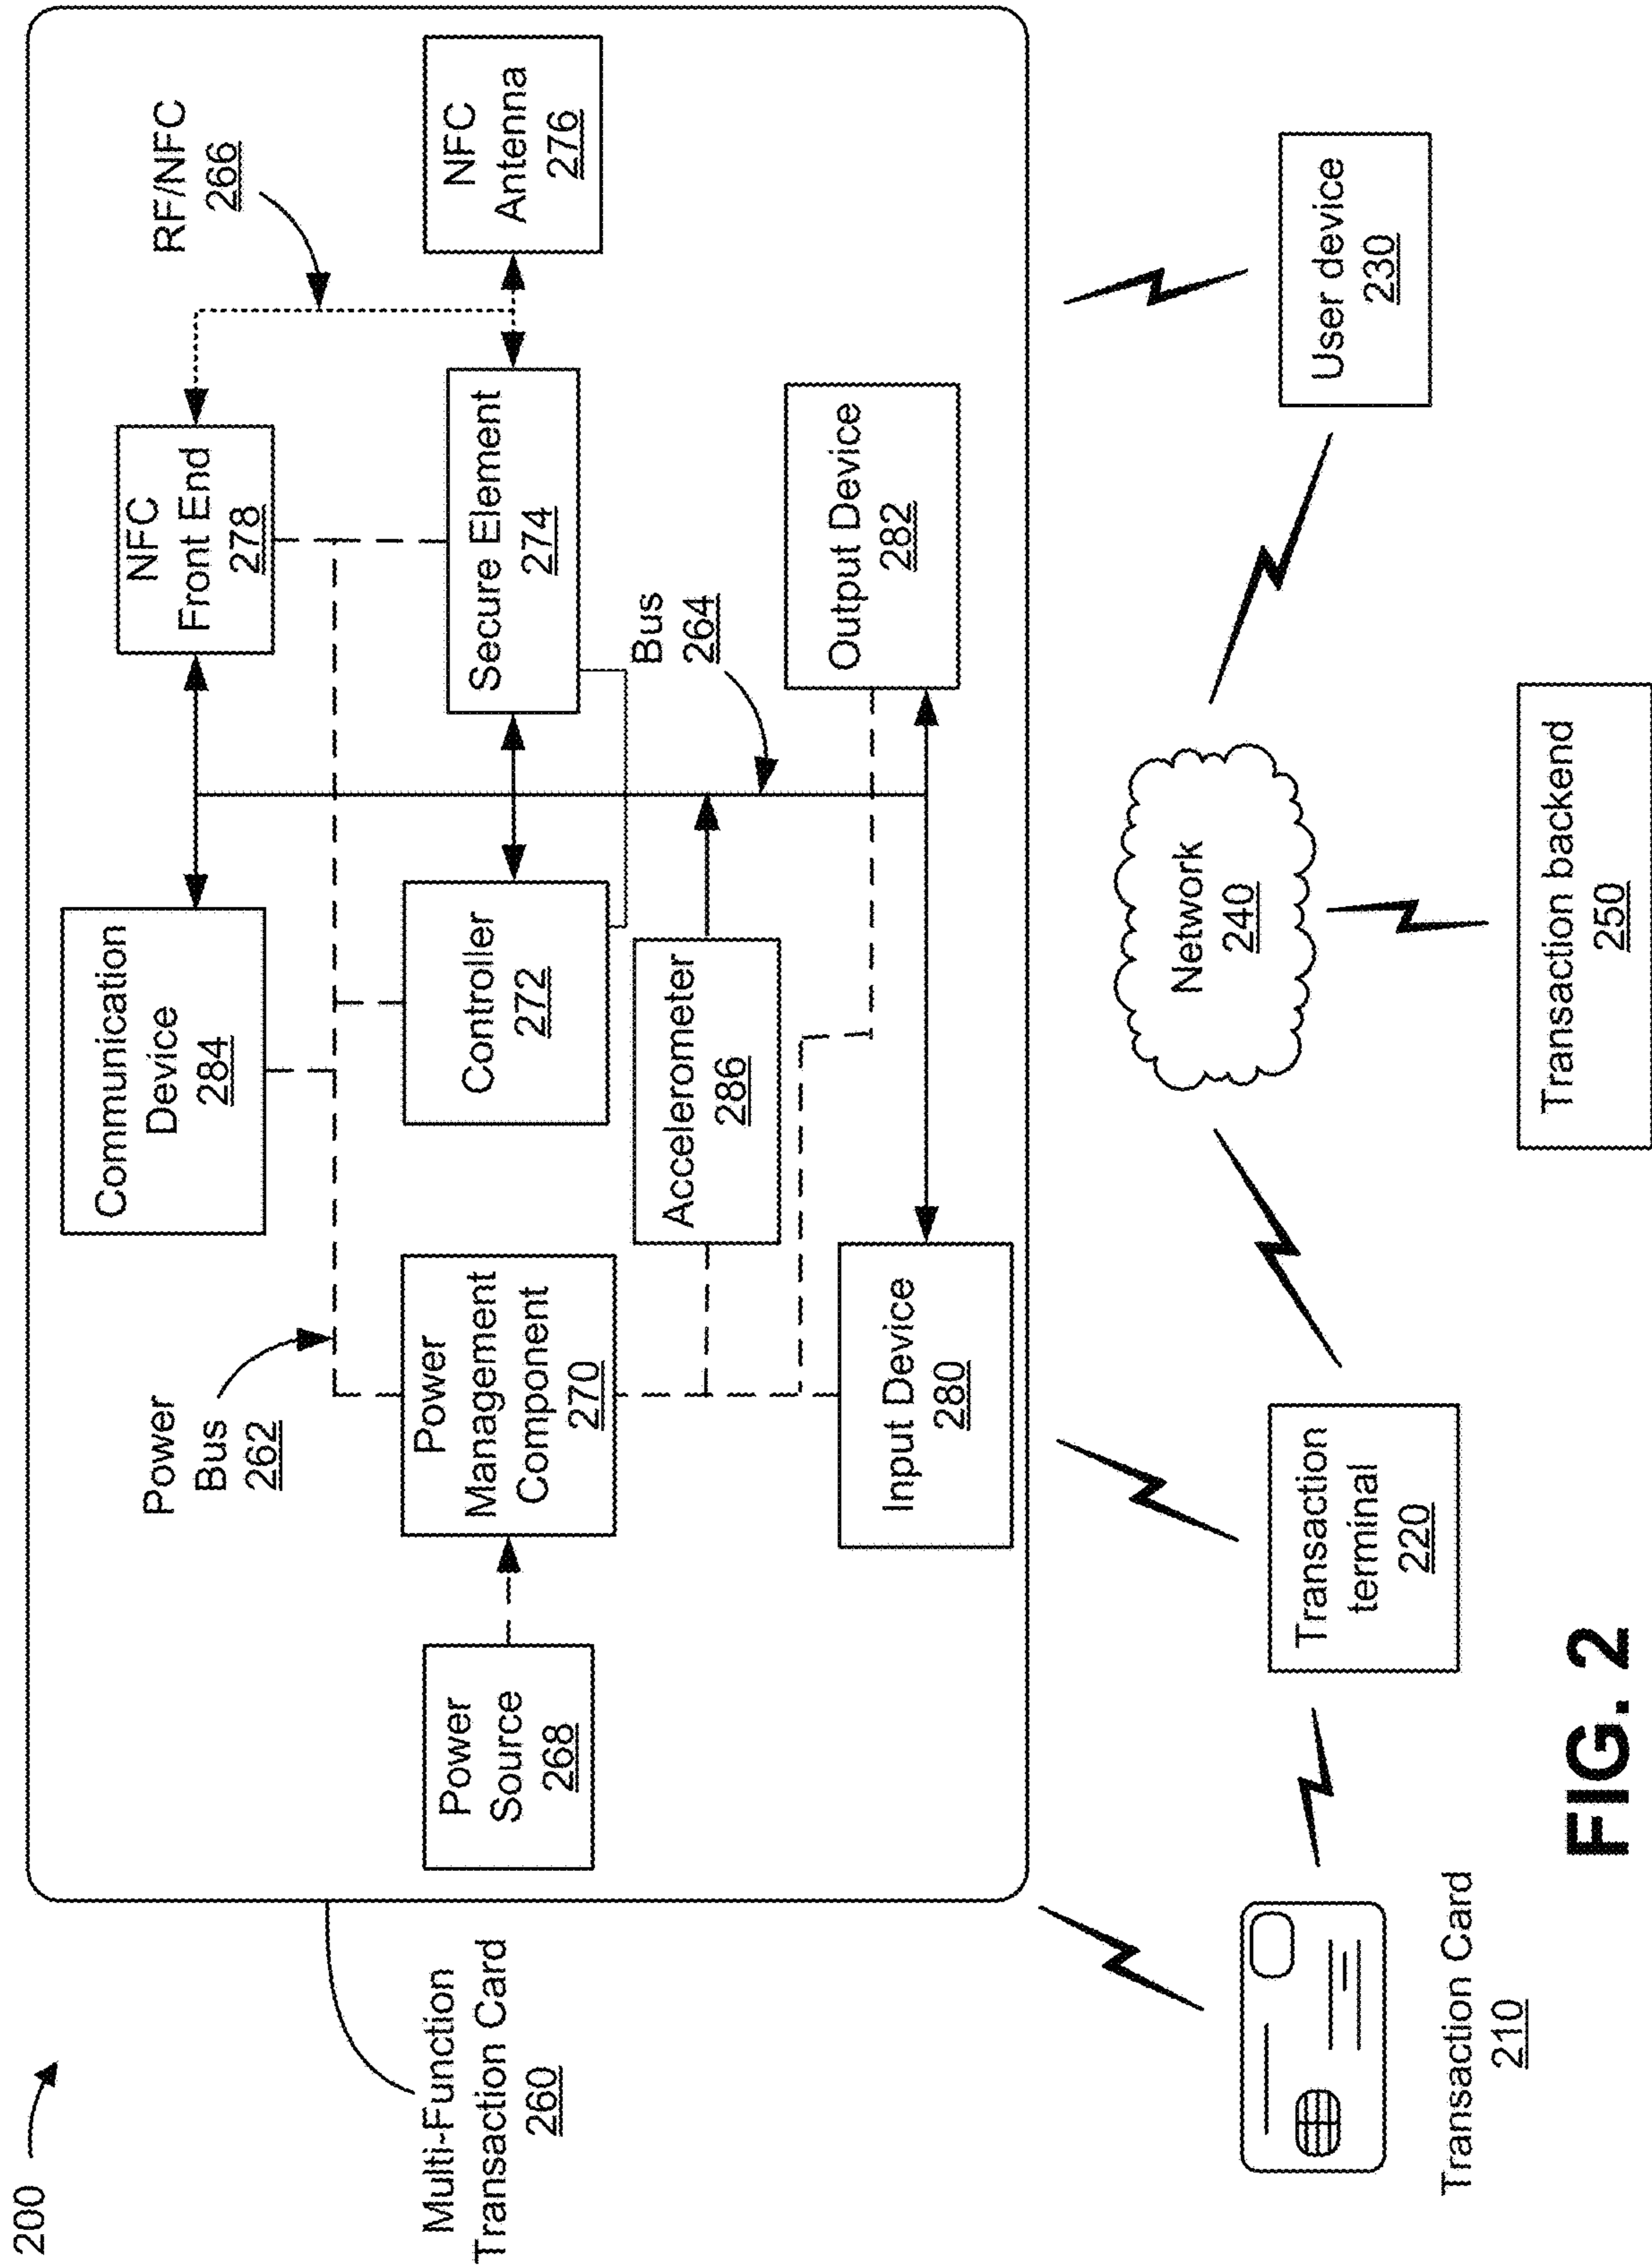 200
Multi-Function
Transaction Card
260
Power
Bus
262
RF/NFC
266
Communication
Device
284
NFC
Front End
278
Power
Source
268
Power
Management
Component
270
Controller
272
Secure Element
274
NFC
Antenna
276
Accelerometer
286
Bus
264
Input Device
280
Output Device
282
Transaction Card
210
Transaction
terminal
220
Network
240
User device
230
Transaction backend
250
FIG. 2